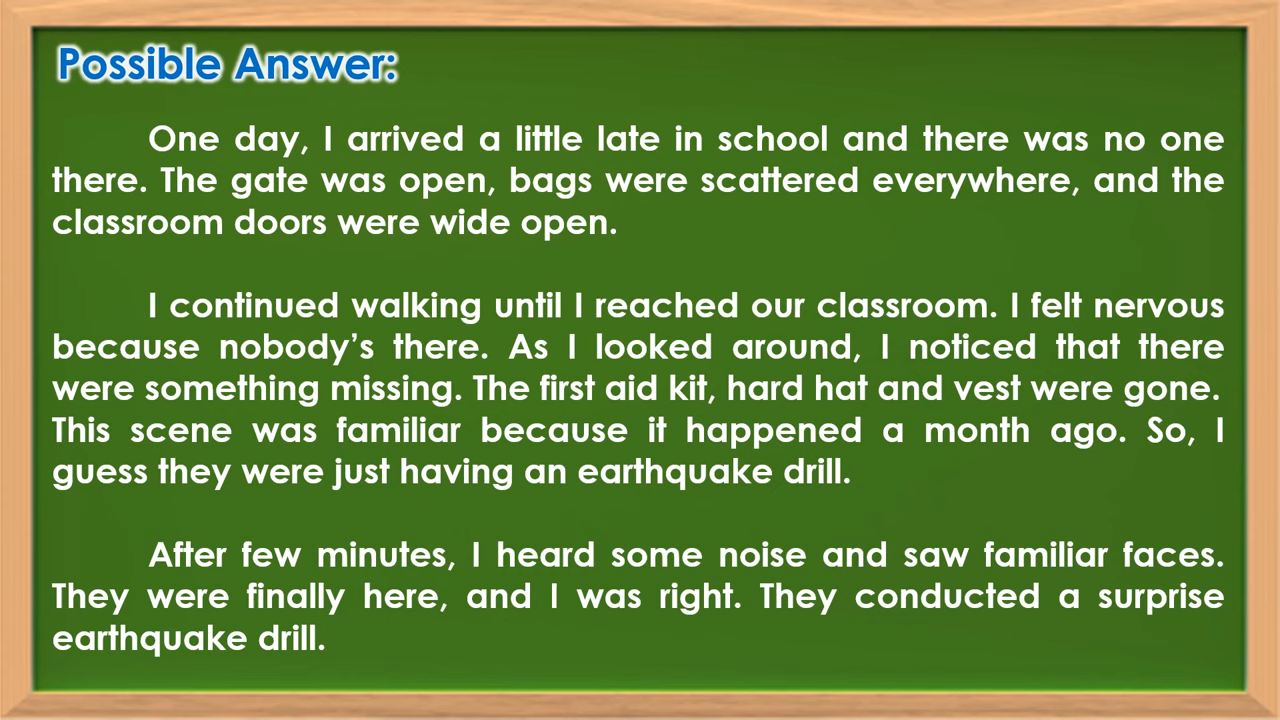 Possible Answer:
One day, I arrived a little late in school and there was no one
there. The gate was open, bags were scattered everywhere, and the
classroom doors were wide open.
I continued walking until I reached our classroom. I felt nervous
because nobody’s there. As I looked around, I noticed that there
were something missing. The first aid kit, hard hat and vest were gone.
This scene was familiar because it happened a month ago. So, I
guess they were just having an earthquake drill.
After few minutes, I heard some noise and saw familiar faces.
They were finally here, and I was right. They conducted a surprise
earthquake drill.